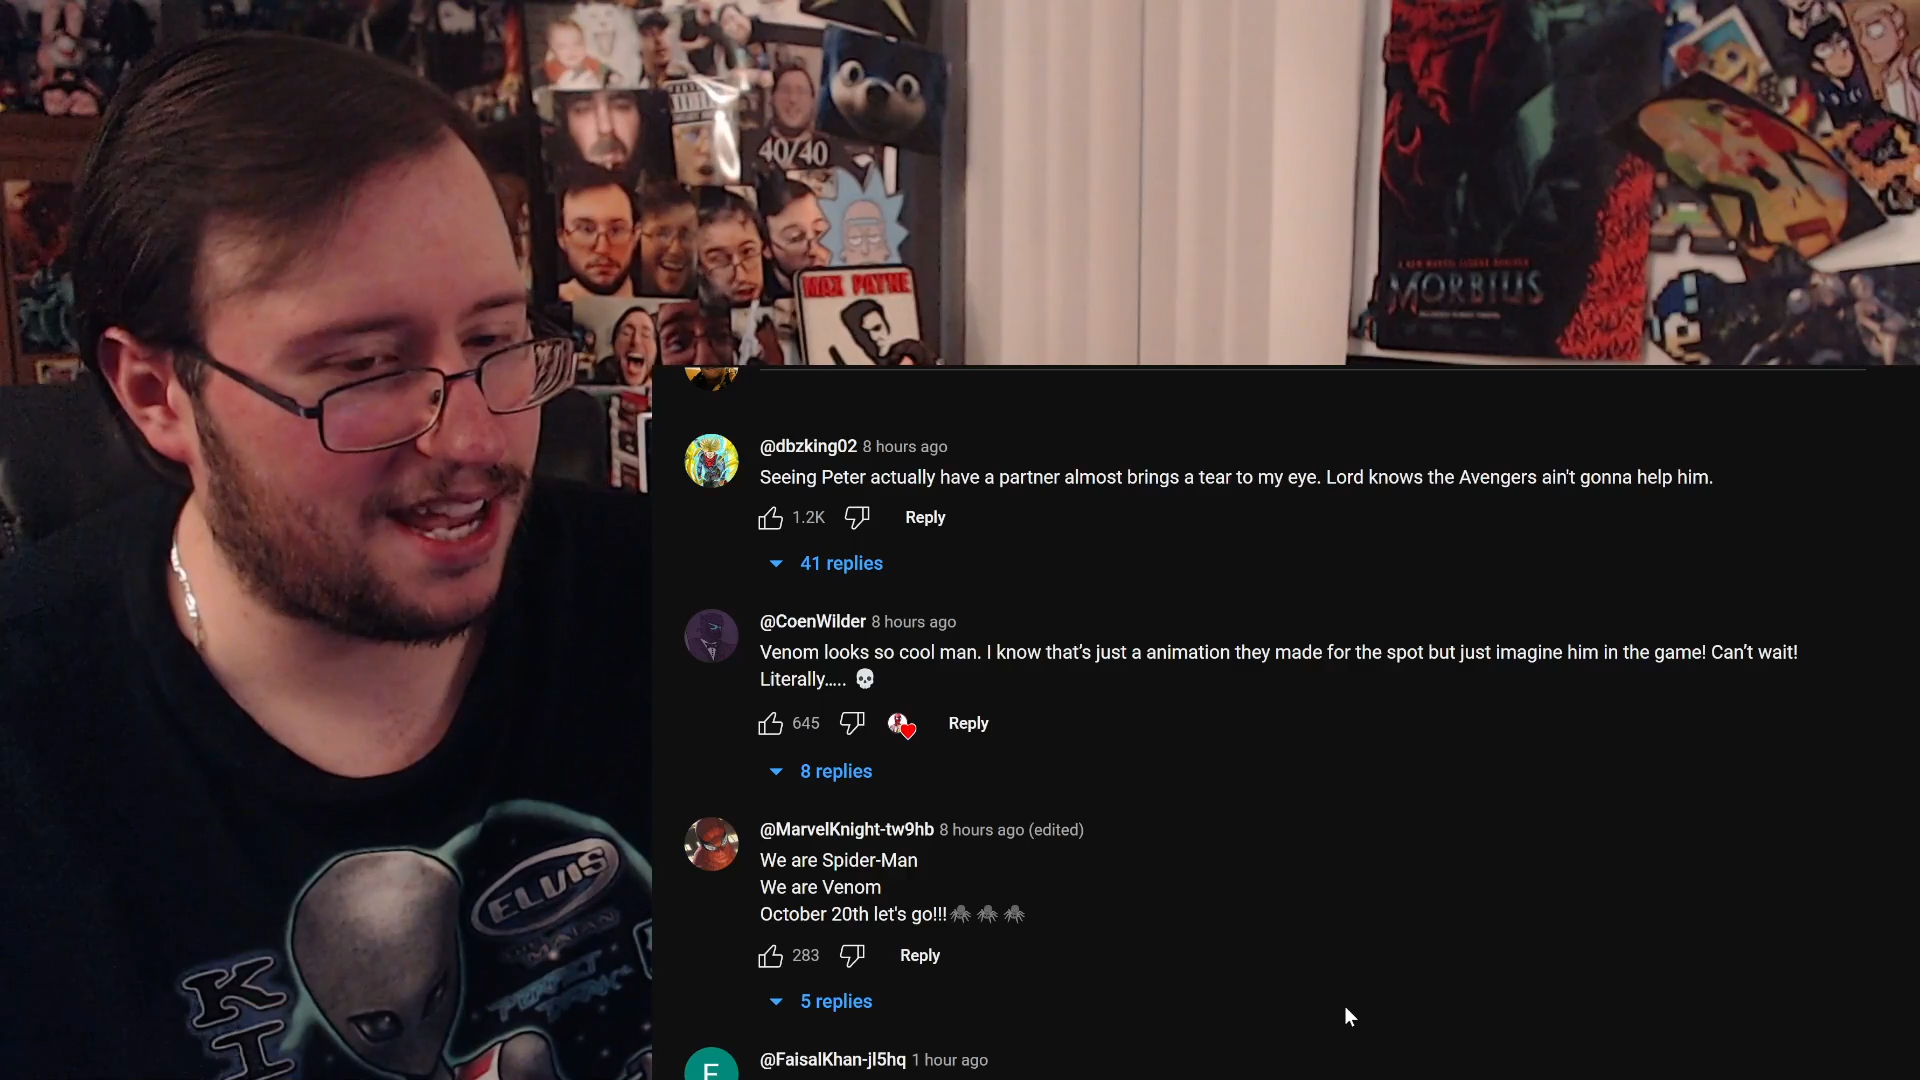 40/40
MAX PAYNE
MORBIUS
@dbzking02 8 hours ago
Seeing Peter actually have a partner almost brings a tear to my eye. Lord knows the Avengers ain't gonna help him.
1.2K Reply
41 replies
@CoenWilder 8 hours ago
Venom looks so cool man. I know that’s just a animation they made for the spot but just imagine him in the game! Can’t wait!
Literally..... 💀
645 Reply
8 replies
@MarvelKnight-tw9hb 8 hours ago (edited)
We are Spider-Man
We are Venom
October 20th let's go!!!🕷🕷🕷
283 Reply
5 replies
@FaisalKhan-jl5hq 1 hour ago
F
ELVIS
KI